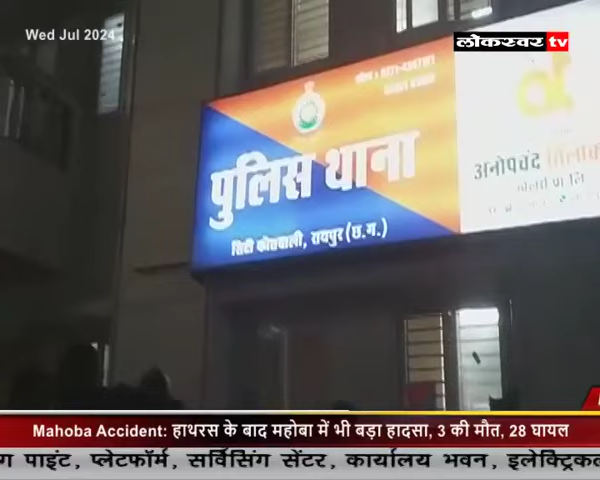 Wed Jul 2024
लोकस्वर tv
पुलिस थाना
सिटी कोतवाली, रायपुर (छ.ग.)
अनोपचंद तिलोक
Mahoba Accident: हाथरस के बाद महोबा में भी बड़ा हादसा, 3 की मौत, 28 घायल
ग पाइंट, प्लेटफॉर्म, सर्विसिंग सेंटर, कार्यालय भवन, इलेक्ट्रिकल